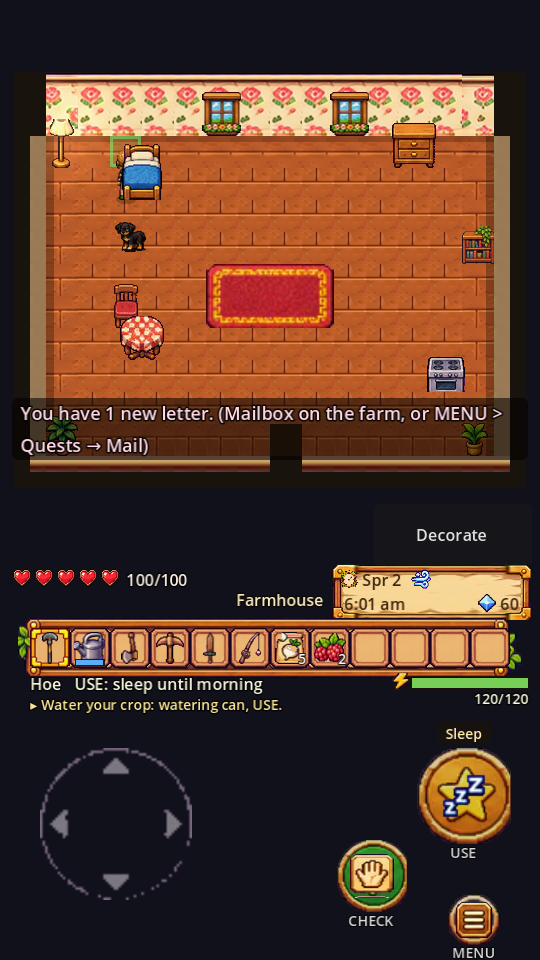 You have 1 new letter. (Mailbox on the farm, or MENU >
Quests → Mail)
Decorate
100/100
Farmhouse
Spr 2
6:01 am
60
5
2
Hoe USE: sleep until morning
▸ Water your crop: watering can, USE.
120/120
Sleep
zzz
USE
CHECK
MENU